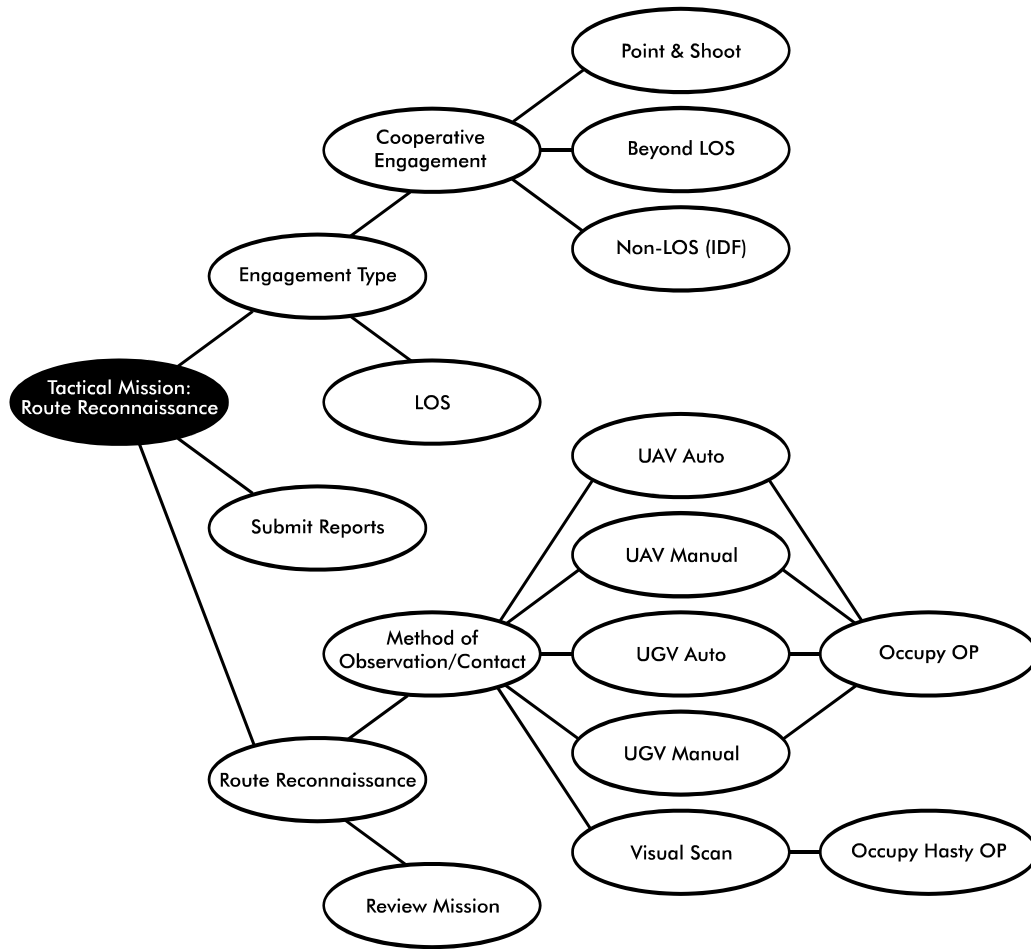 Point & Shoot
Cooperative
Engagement
Beyond LOS
Non-LOS (IDF)
Engagement Type
Tactical Mission:
Route Reconnaissance
LOS
UAV Auto
Submit Reports
UAV Manual
Method of
Observation/Contact
UGV Auto
Occupy OP
UGV Manual
Route Reconnaissance
Visual Scan
Occupy Hasty OP
Review Mission